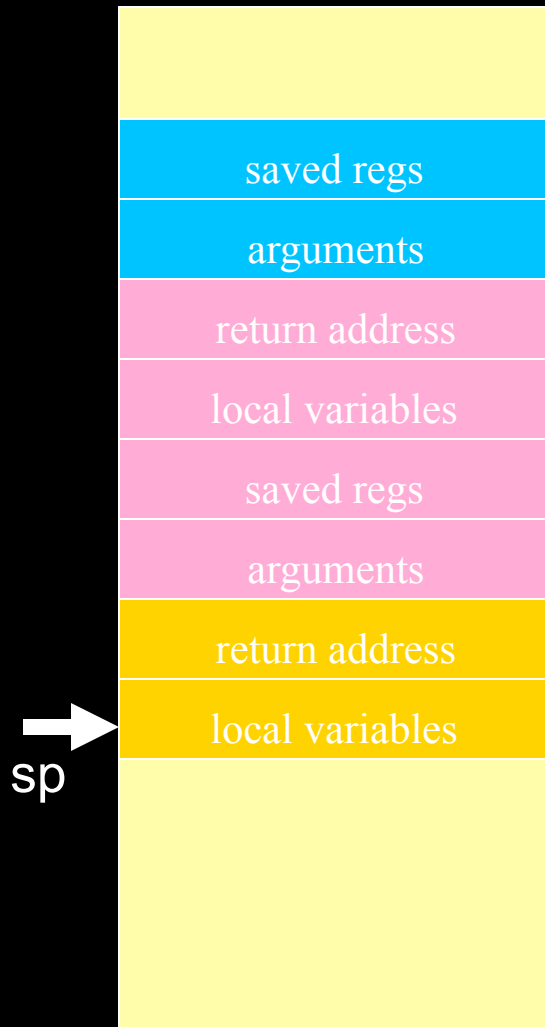 saved regs
arguments
return address
local variables
saved regs
arguments
return address
local variables
sp